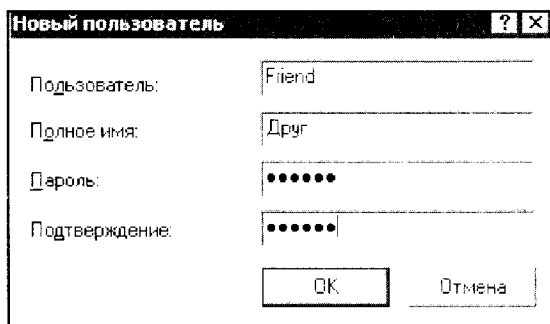 Новый пользователь
Пользователь: Friend
Полное имя: Друг
Пароль: ●●●●●●
Подтверждение: ●●●●●●
OK Отмена